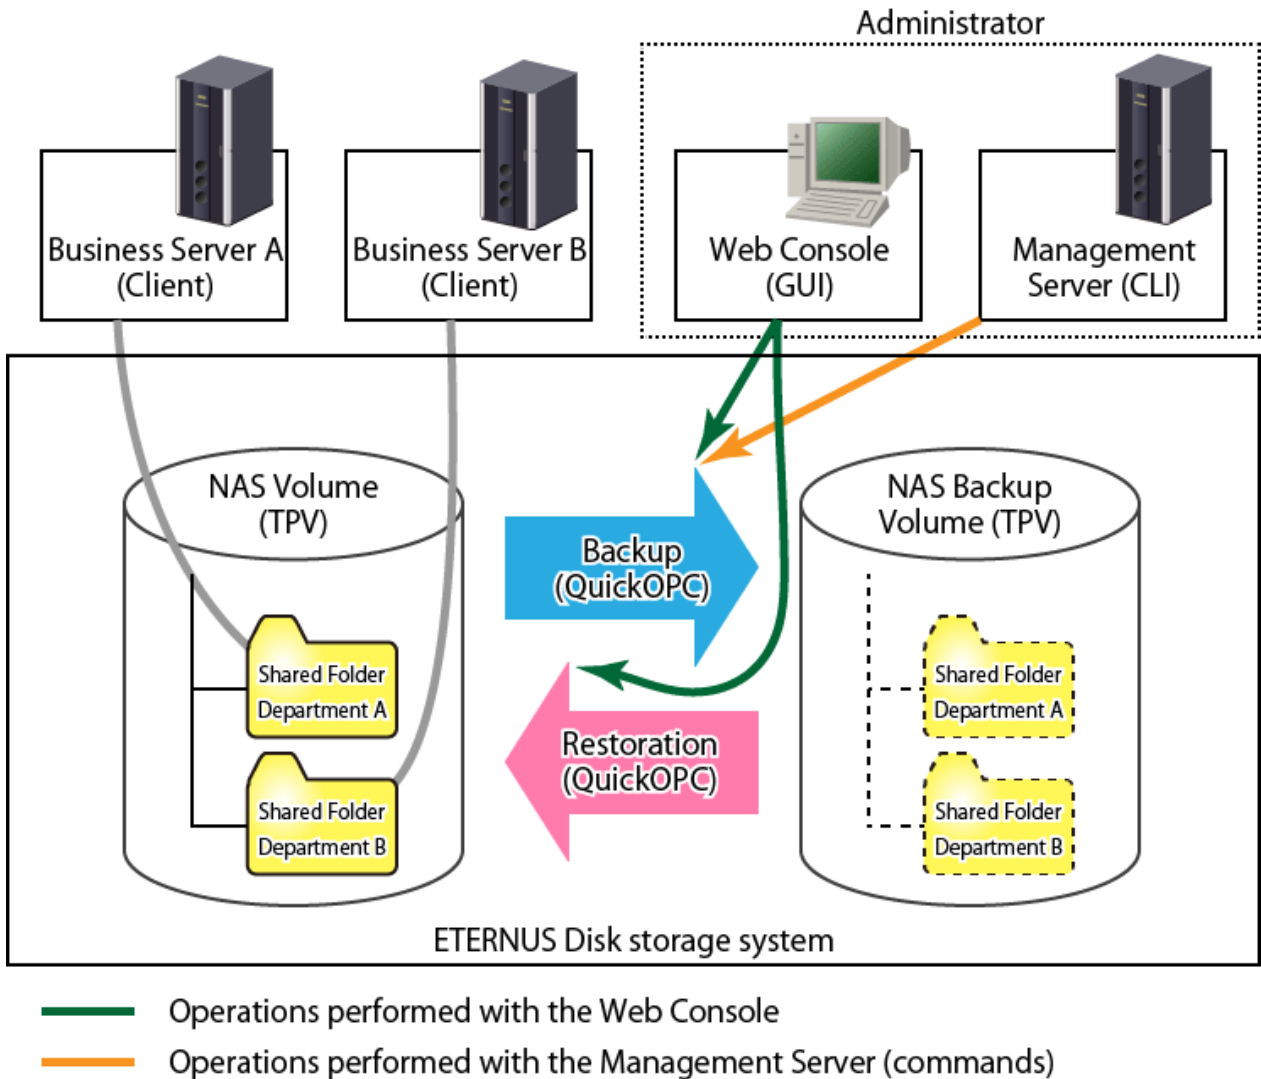 Administrator
Business Server A
(Client)
Business Server B
(Client)
Web Console
(GUI)
Management
Server (CLI)
NAS Volume
(TPV)
NAS Backup
Volume (TPV)
Backup
(QuickOPC)
Shared Folder
Department A
Shared Folder
Department B
Restoration
(QuickOPC)
Shared Folder
Department A
Shared Folder
Department B
ETERNUS Disk storage system
Operations performed with the Web Console
Operations performed with the Management Server (commands)